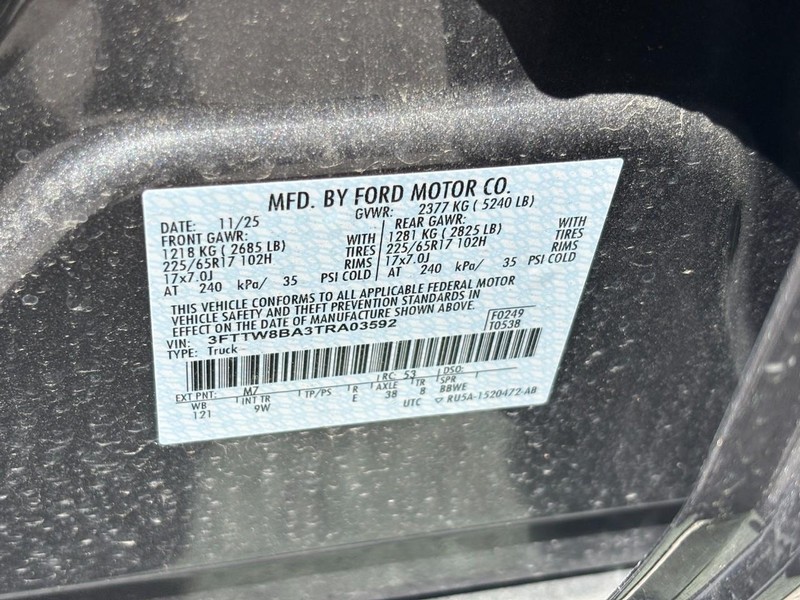 MFD. BY FORD MOTOR CO.
DATE: 11/25 GVWR: 2377 KG ( 5240 LB)
FRONT GAWR: REAR GAWR:
1218 KG ( 2685 LB) WITH 1281 KG ( 2825 LB) WITH
225/65R17 102H TIRES 225/65R17 102H TIRES
17x7.0J RIMS 17x7.0J RIMS
AT 240 kPa/ 35 PSI COLD AT 240 kPa/ 35 PSI COLD
THIS VEHICLE CONFORMS TO ALL APPLICABLE FEDERAL MOTOR
VEHICLE SAFETY AND THEFT PREVENTION STANDARDS IN
EFFECT ON THE DATE OF MANUFACTURE SHOWN ABOVE.
VIN: 3FTTW8BA3TRA03592 F0249
TYPE: Truck T0538
RC: 53 DSO:
EXT PNT: M7
WB INT TR TP/PS R AXLE TR SPR
121 9W E 38 8 BBWE
UTC ▽ RU5A-1520472-AB